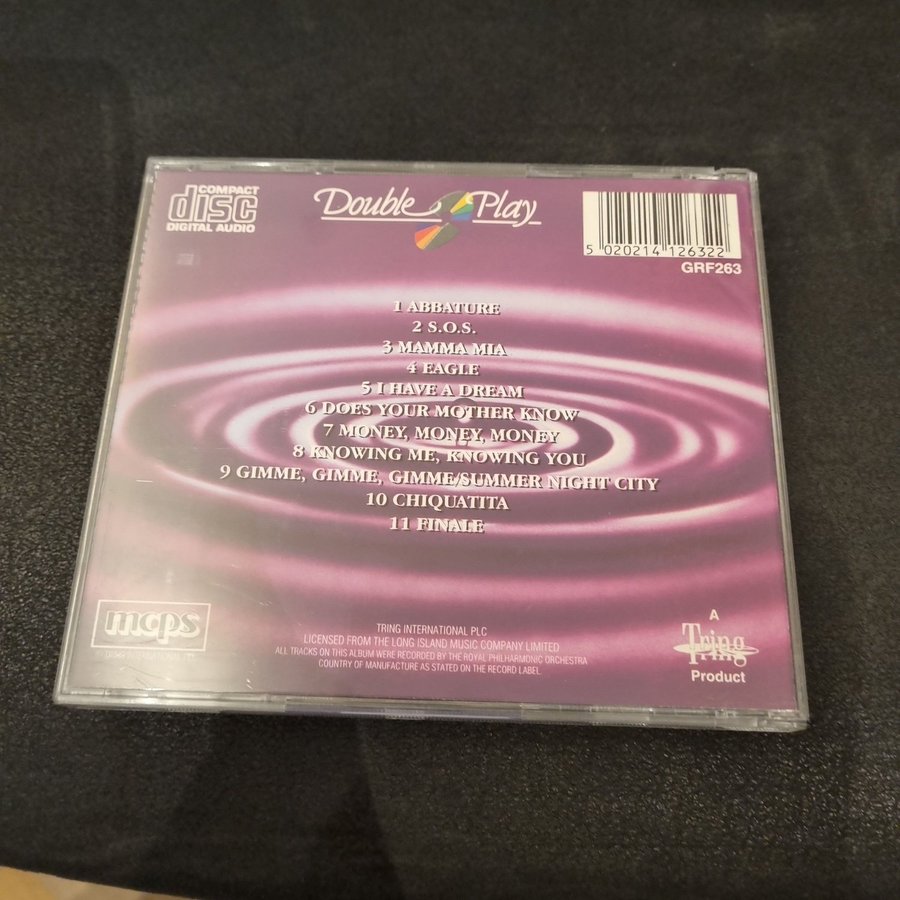 COMPACT
disc
DIGITAL AUDIO
Double Play
5 020214 126322
GRF263
1 ABBATURE
2 S.O.S.
3 MAMMA MIA
4 EAGLE
5 I HAVE A DREAM
6 DOES YOUR MOTHER KNOW
7 MONEY, MONEY, MONEY
8 KNOWING ME, KNOWING YOU
9 GIMME, GIMME, GIMME/SUMMER NIGHT CITY
10 CHIQUATITA
11 FINALE
mcps
TRING INTERNATIONAL PLC
LICENSED FROM THE LONG ISLAND MUSIC COMPANY LIMITED
ALL TRACKS ON THIS ALBUM WERE RECORDED BY THE ROYAL PHILHARMONIC ORCHESTRA
COUNTRY OF MANUFACTURE AS STATED ON THE RECORD LABEL.
A
Tring
Product